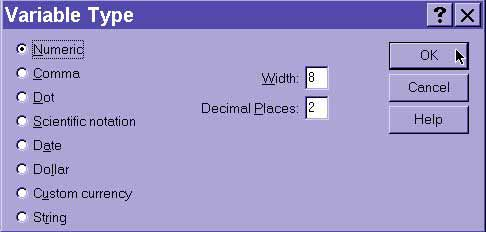 Variable Type
Numeric
Comma
Dot
Scientific notation
Date
Dollar
Custom currency
String
Width: 8
Decimal Places: 2
OK
Cancel
Help